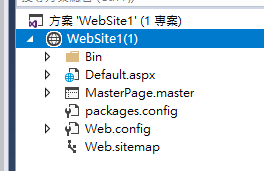 方案 'WebSite1' (1 專案)
WebSite1(1)
Bin
Default.aspx
MasterPage.master
packages.config
Web.config
Web.sitemap